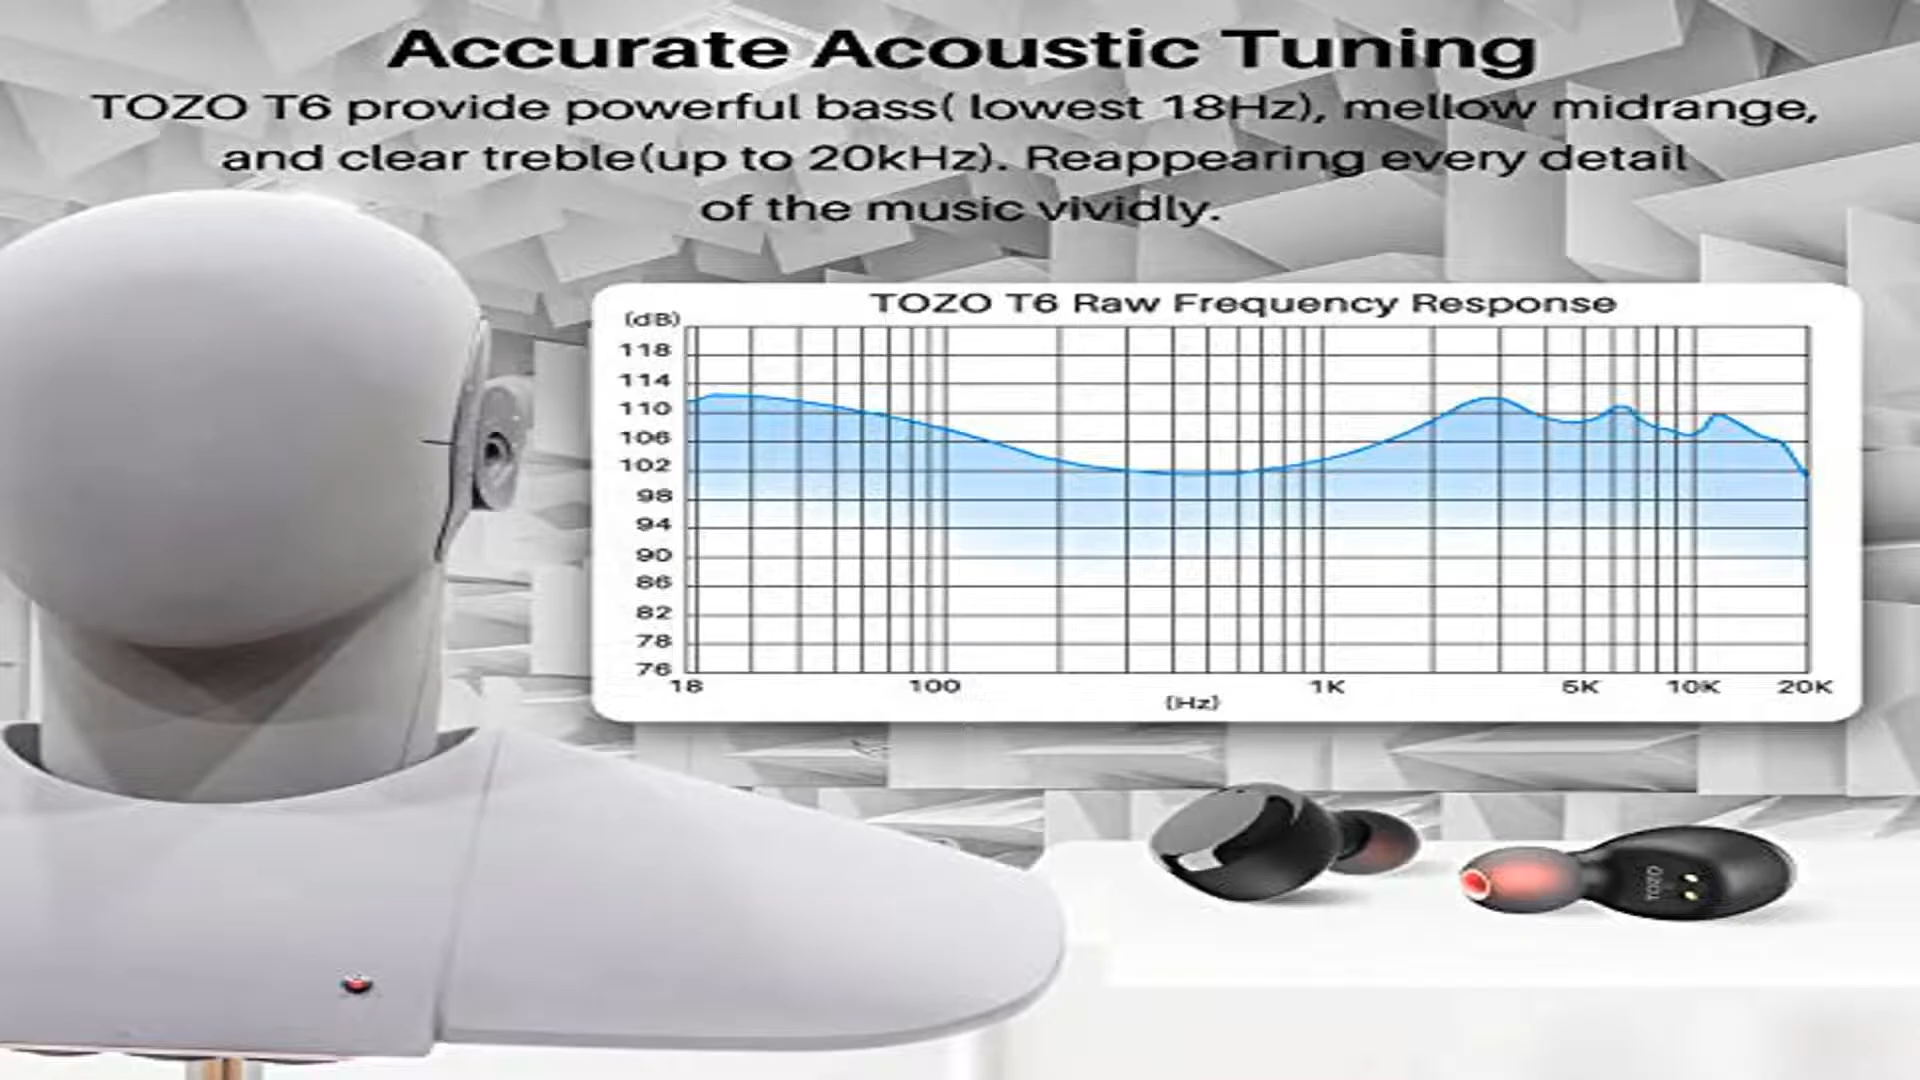 Accurate Acoustic Tuning
TOZO T6 provide powerful bass( lowest 18Hz), mellow midrange,
and clear treble(up to 20kHz). Reappearing every detail
of the music vividly.
TOZO T6 Raw Frequency Response
(dB)
118
114
110
106
102
98
94
90
86
82
78
76
18 100 1K 5K 10K 20K
(Hz)
TOZO